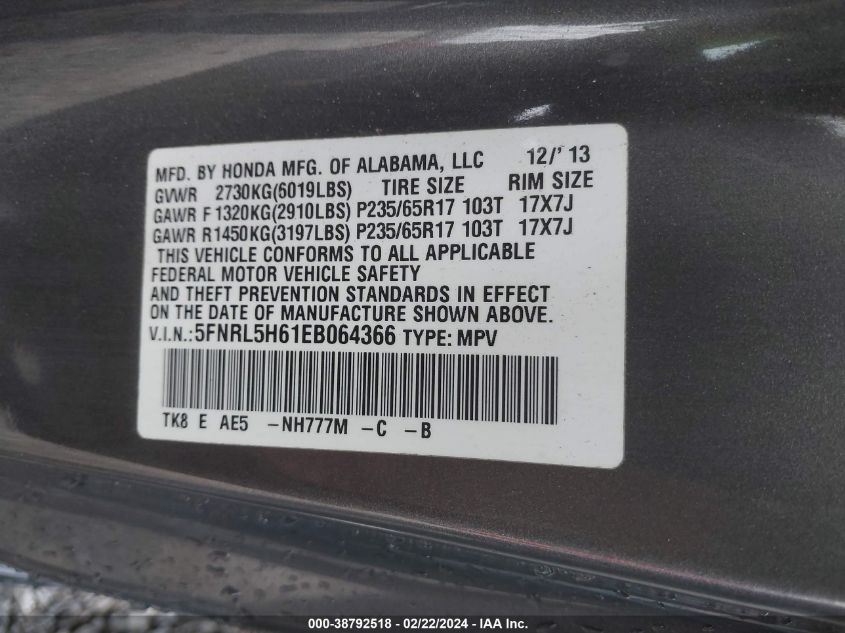 MFD. BY HONDA MFG. OF ALABAMA, LLC 12/' 13
GVWR 2730KG(6019LBS) TIRE SIZE RIM SIZE
GAWR F 1320KG(2910LBS) P235/65R17 103T 17X7J
GAWR R1450KG(3197LBS) P235/65R17 103T 17X7J
THIS VEHICLE CONFORMS TO ALL APPLICABLE
FEDERAL MOTOR VEHICLE SAFETY
AND THEFT PREVENTION STANDARDS IN EFFECT
ON THE DATE OF MANUFACTURE SHOWN ABOVE.
V.I.N.:5FNRL5H61EB064366 TYPE: MPV
TK8 E AE5 -NH777M -C -B
000-38792518 - 02/22/2024 - IAA Inc.